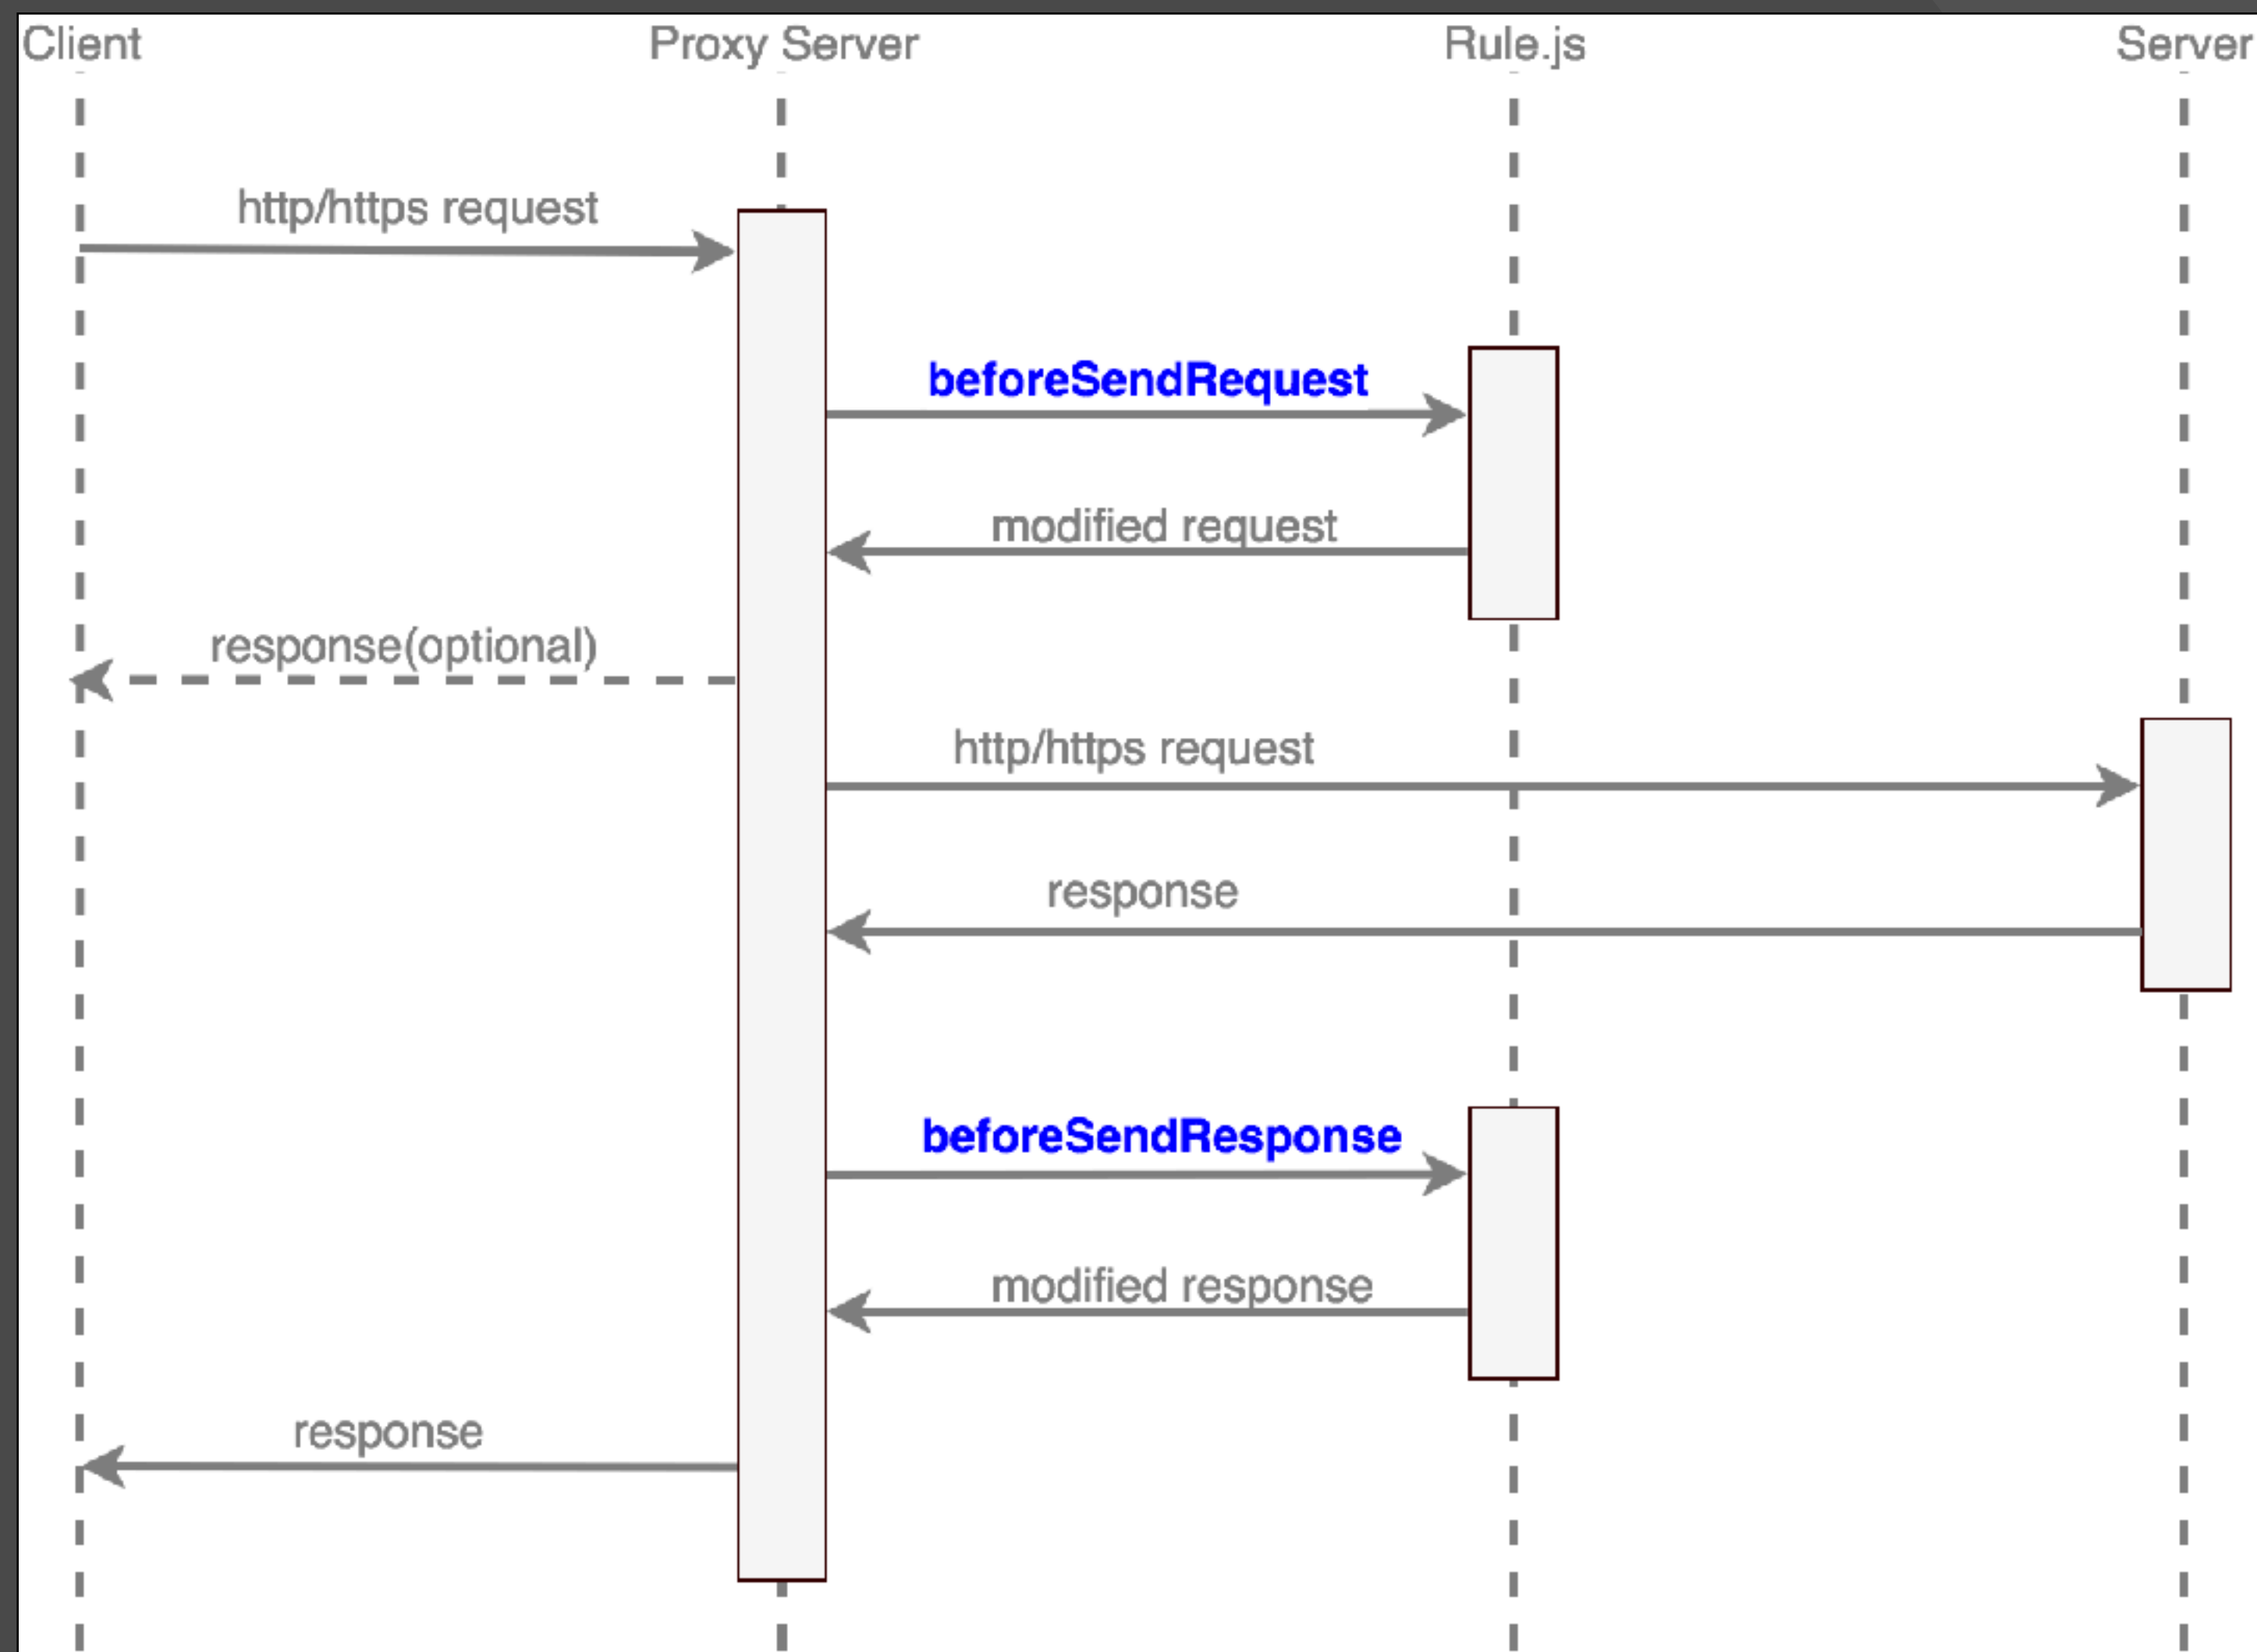 Client
Proxy Server
Rule.js
Server
http/https request
beforeSendRequest
modified request
response(optional)
http/https request
response
beforeSendResponse
modified response
response